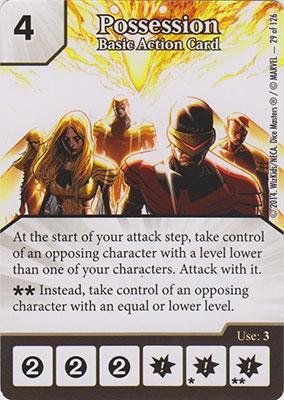 4
Possession
Basic Action Card
At the start of your attack step, take control
of an opposing character with a level lower
than one of your characters. Attack with it.
** Instead, take control of an opposing
character with an equal or lower level.
Use: 3
2 2 2 ! ! !
* **
©2014. WizKids/NECA. Dice Masters ® / © MARVEL — 29 of 126